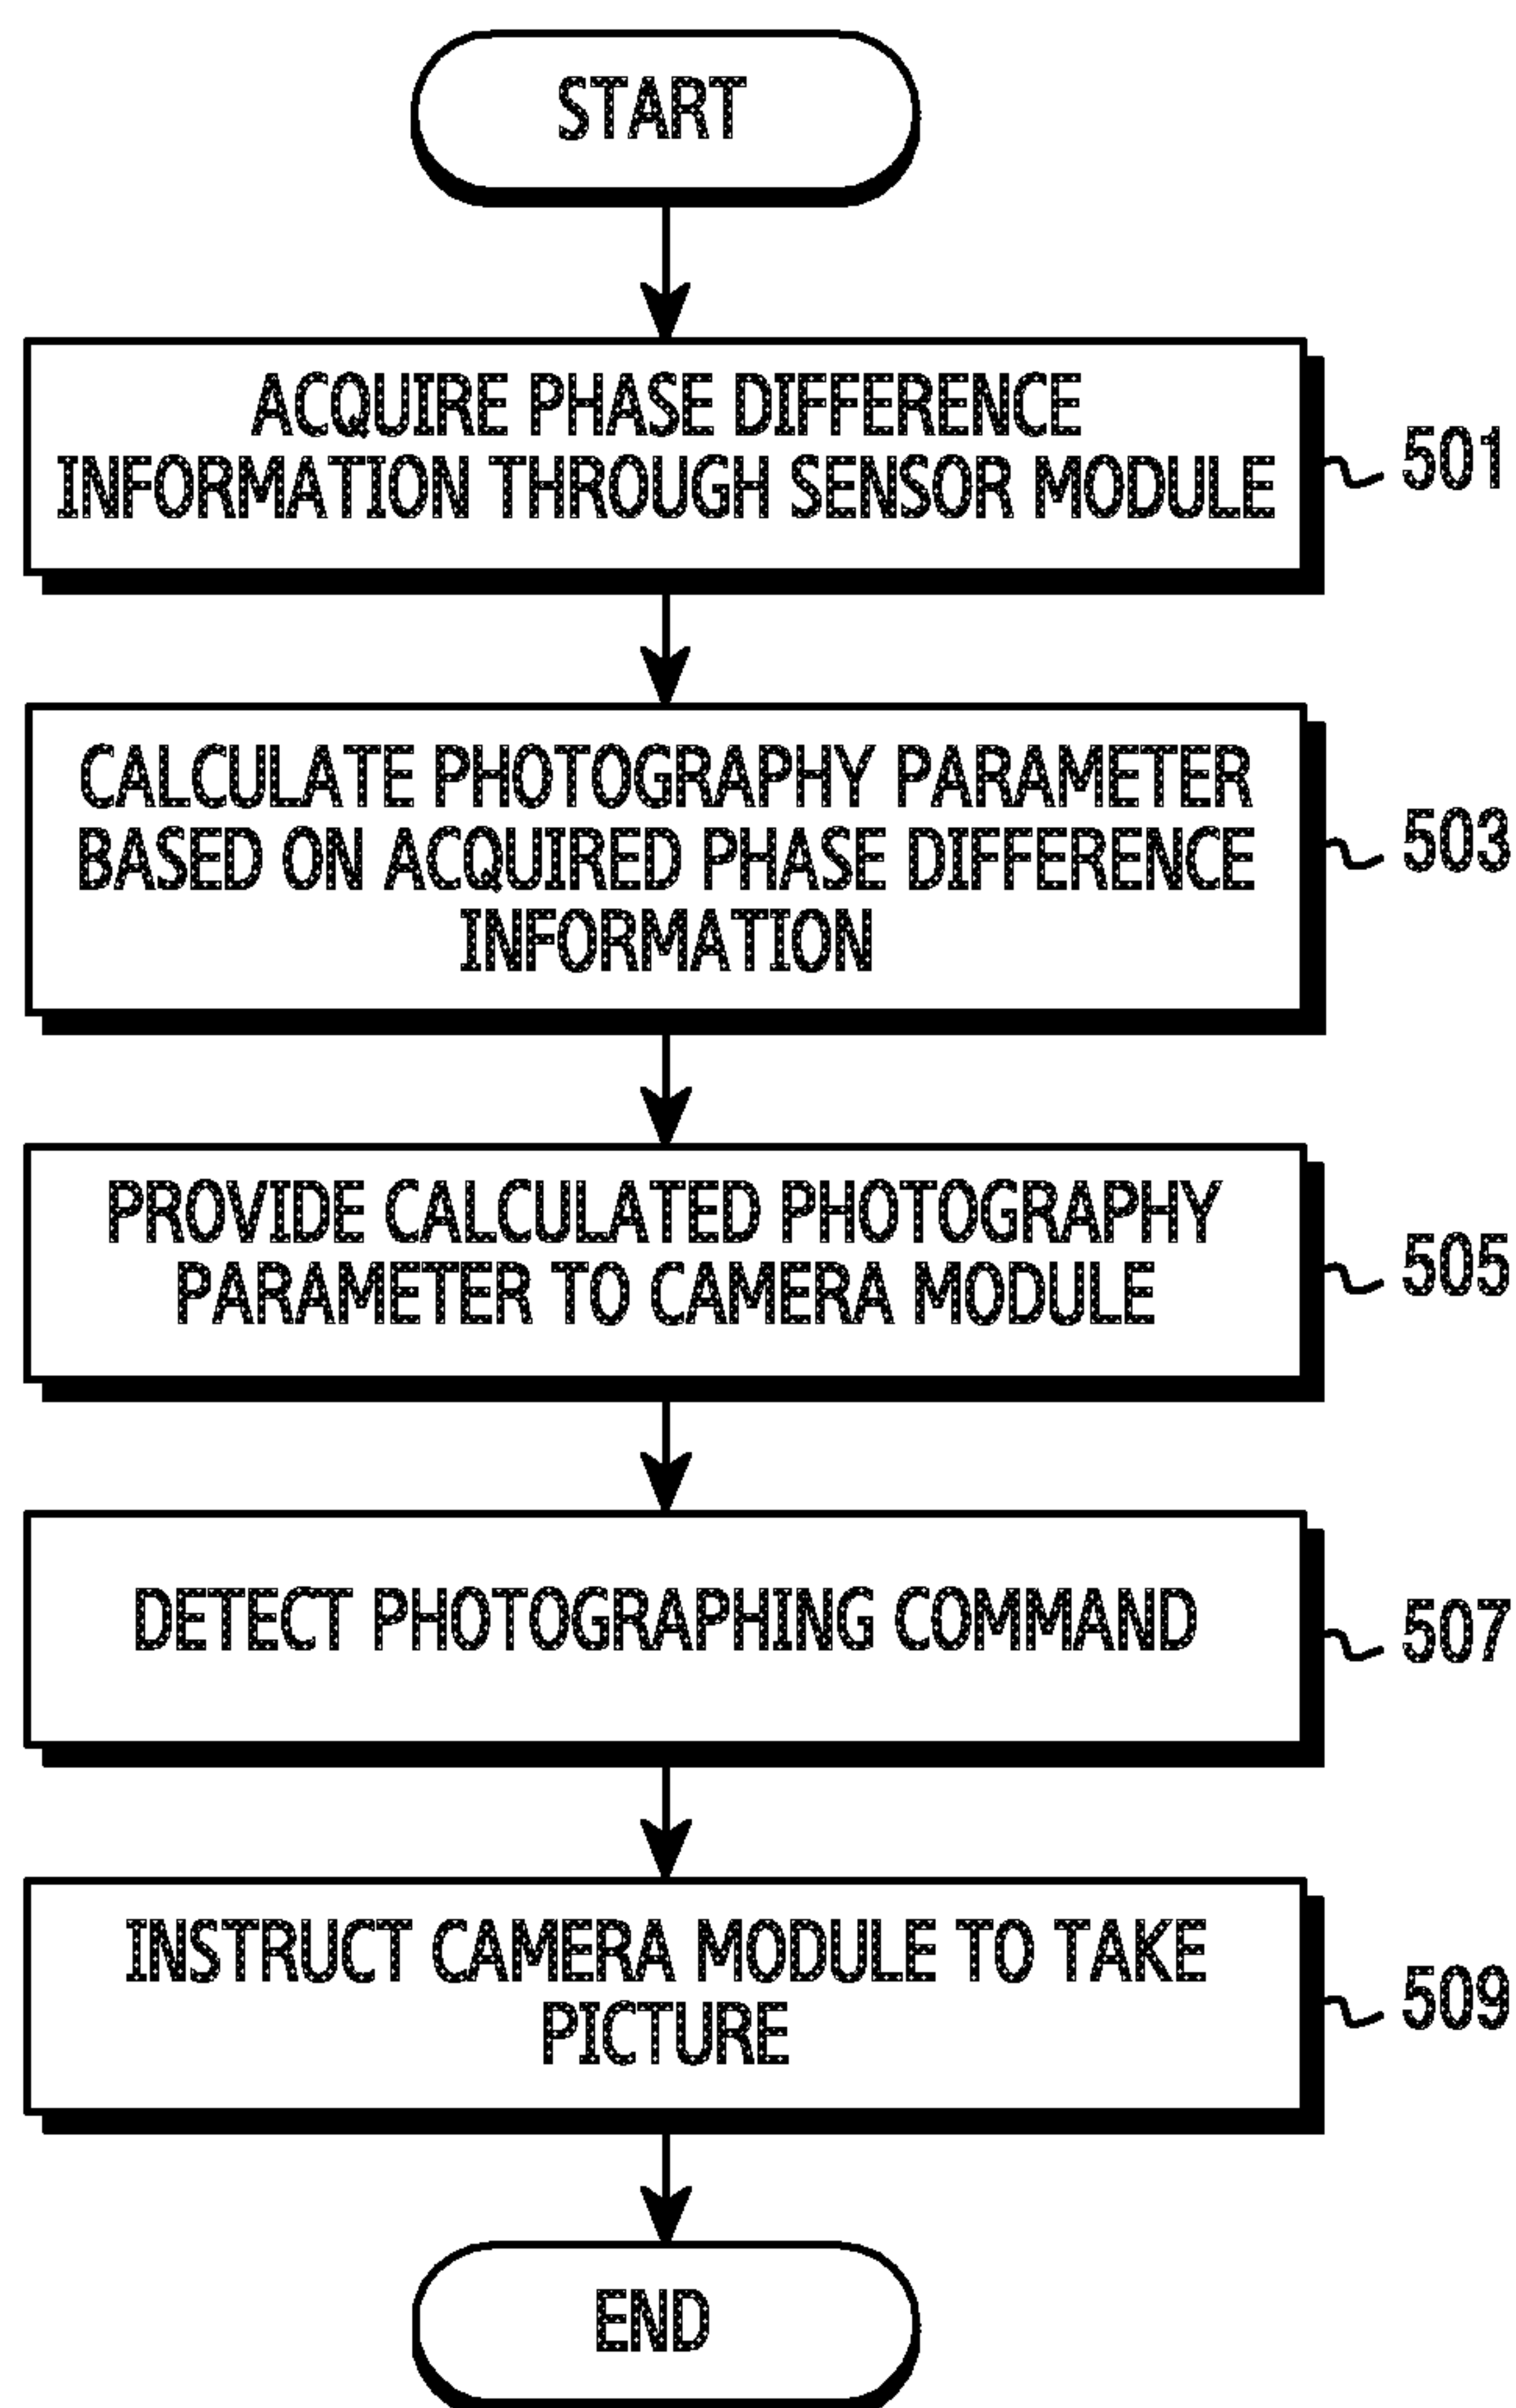 START
ACQUIRE PHASE DIFFERENCE
INFORMATION THROUGH SENSOR MODULE
501
CALCULATE PHOTOGRAPHY PARAMETER
BASED ON ACQUIRED PHASE DIFFERENCE
INFORMATION
503
PROVIDE CALCULATED PHOTOGRAPHY
PARAMETER TO CAMERA MODULE
505
DETECT PHOTOGRAPHING COMMAND
507
INSTRUCT CAMERA MODULE TO TAKE
PICTURE
509
END